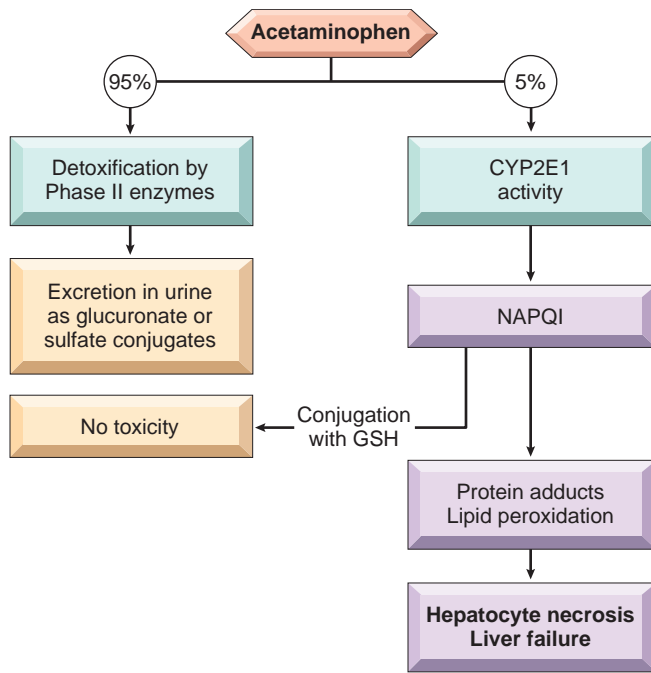 Acetaminophen
95%
5%
Detoxification by
Phase II enzymes
CYP2E1
activity
Excretion in urine
as glucuronate or
sulfate conjugates
NAPQI
No toxicity
Conjugation
with GSH
Protein adducts
Lipid peroxidation
Hepatocyte necrosis
Liver failure